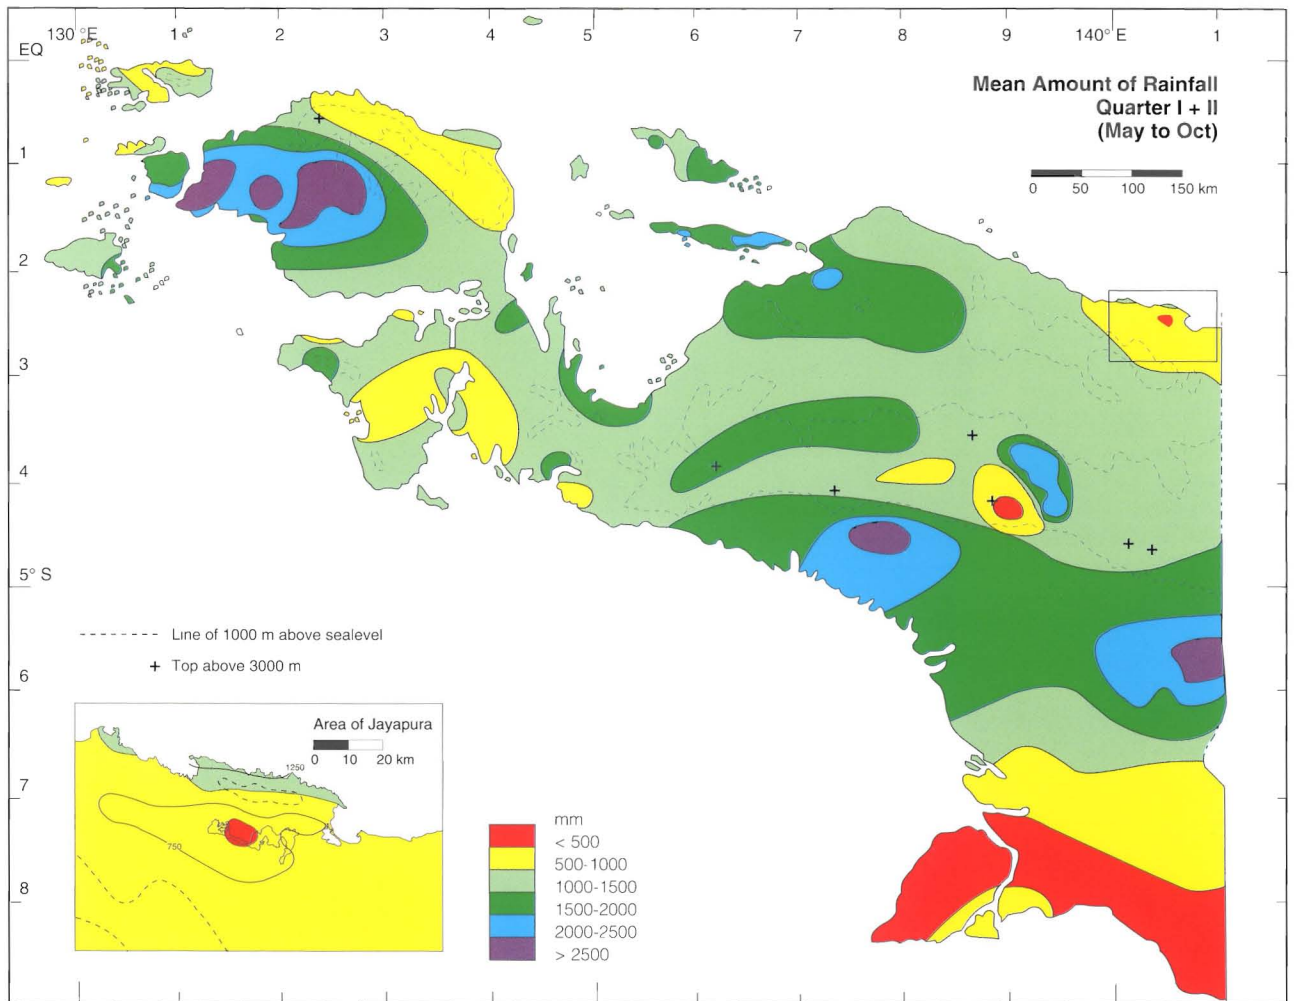 130° E 1 2 3 4 5 6 7 8 9 140° E 1
EQ
Mean Amount of Rainfall
Quarter I + II
(May to Oct)
0 50 100 150 km
1
2
3
4
5° S
6
7
8
Line of 1000 m above sealevel
+ Top above 3000 m
Area of Jayapura
0 10 20 km
1250
750
mm
< 500
500-1000
1000-1500
1500-2000
2000-2500
> 2500